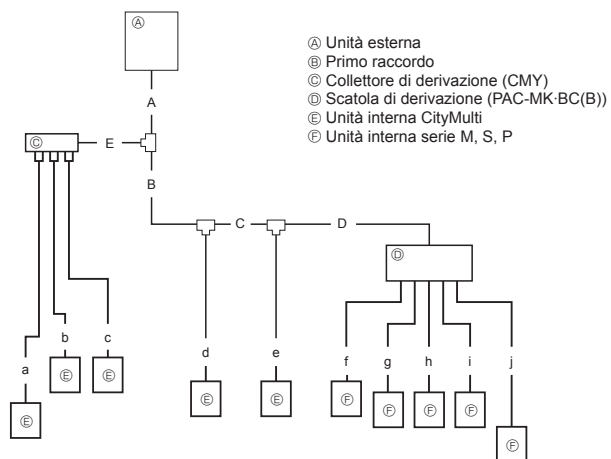 Ⓐ
Ⓐ Unità esterna
Ⓑ Primo raccordo
Ⓒ Collettore di derivazione (CMY)
Ⓓ Scatola di derivazione (PAC-MK·BC(B))
Ⓔ Unità interna CityMulti
Ⓕ Unità interna serie M, S, P
A
Ⓒ E Ⓑ
B
C D
Ⓓ
a b c d e f g h i j
Ⓔ Ⓔ Ⓔ Ⓔ Ⓔ Ⓕ Ⓕ Ⓕ Ⓕ Ⓕ